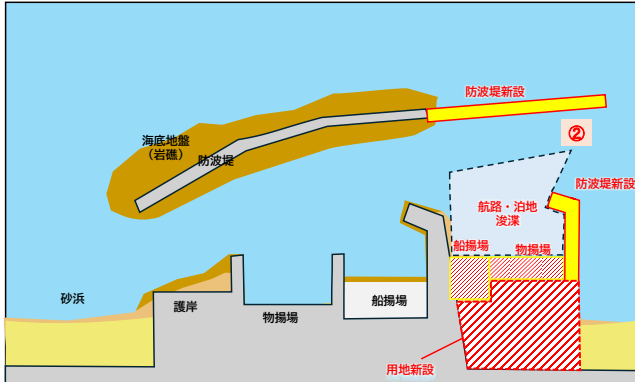 防波堤新設
②
海底地盤
(岩礁)
防波堤
防波堤新設
航路・泊地
浚渫
船揚場
物揚場
砂浜
護岸
物揚場
船揚場
用地新設